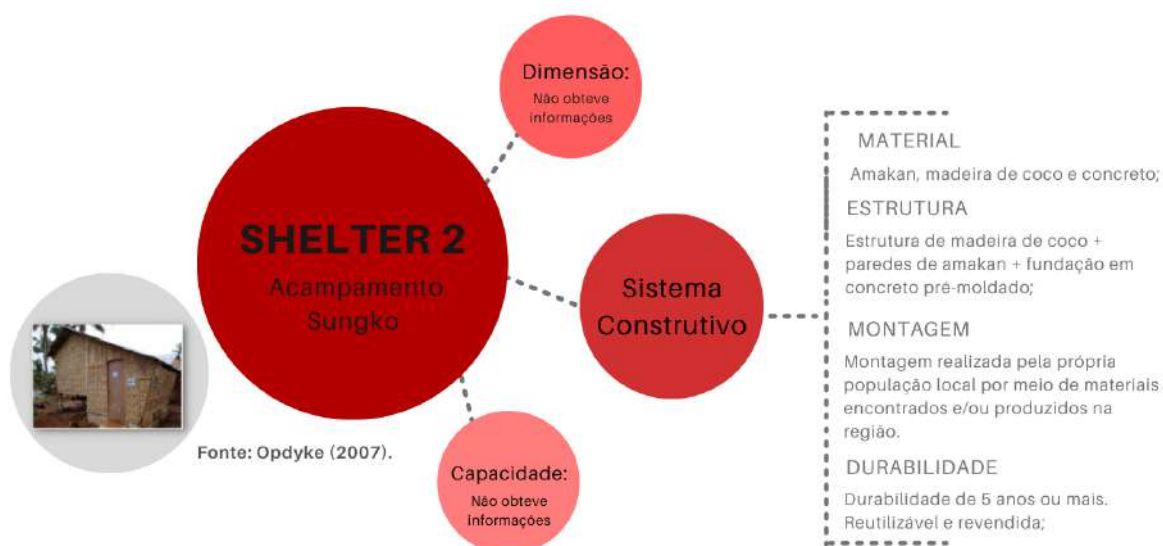 Dimensão:
Não obteve
informações
SHELTER 2
Acampamento
Sungko
Sistema
Construtivo
Fonte: Opdyke (2007).
Capacidade:
Não obteve
informações
MATERIAL
Amakan, madeira de coco e concreto;
ESTRUTURA
Estrutura de madeira de coco +
paredes de amakan + fundação em
concreto pré-moldado;
MONTAGEM
Montagem realizada pela própria
população local por meio de materiais
encontrados e/ou produzidos na
região.
DURABILIDADE
Durabilidade de 5 anos ou mais.
Reutilizável e revendida;